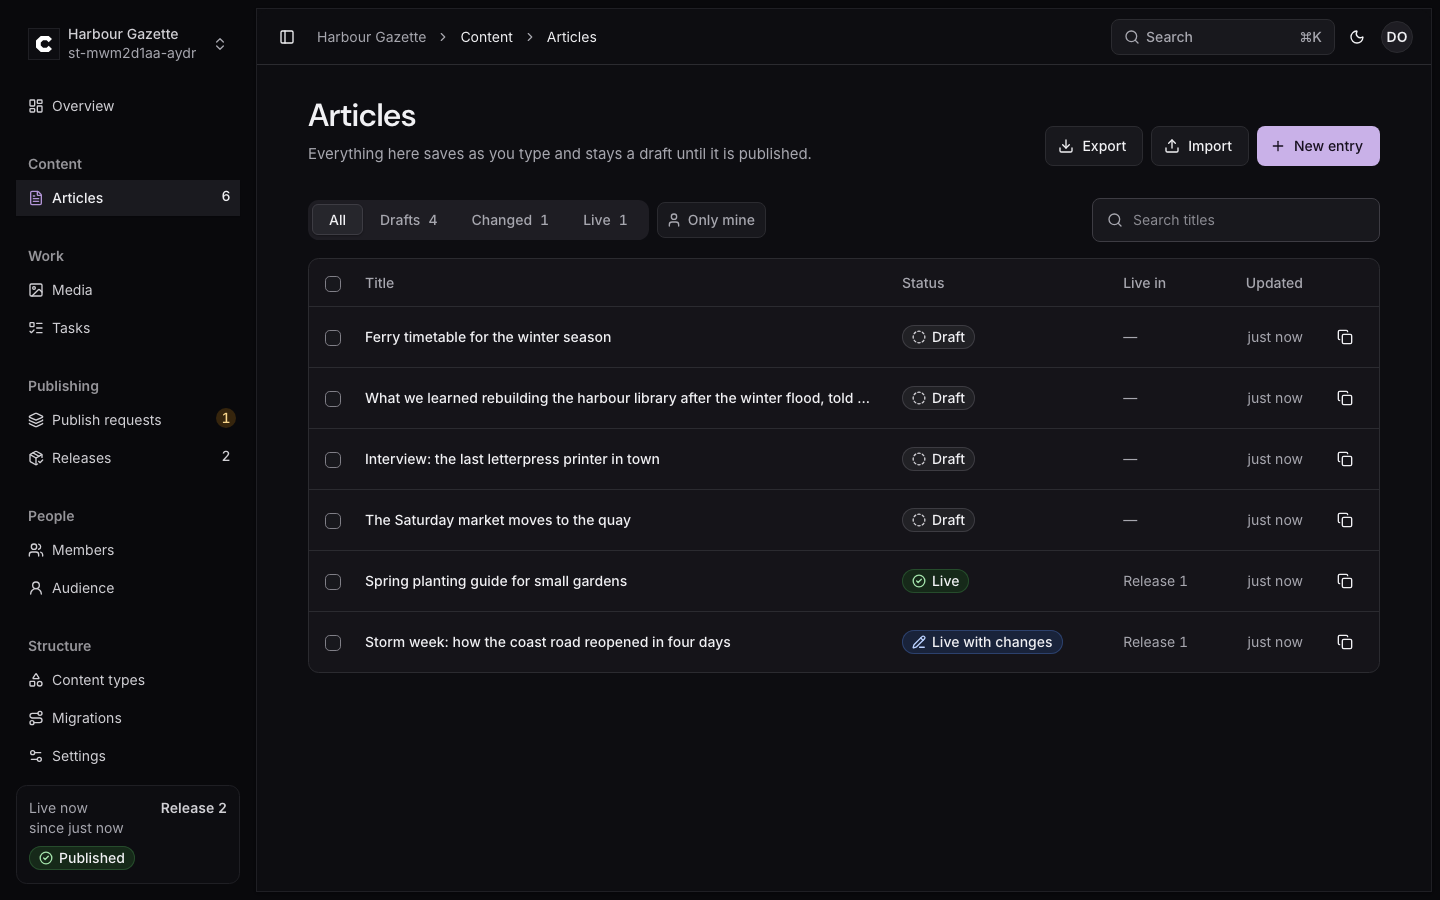 Harbour Gazette
st-mwm2d1aa-aydr
Overview
Content
Articles 6
Work
Media
Tasks
Publishing
Publish requests 1
Releases 2
People
Members
Audience
Structure
Content types
Migrations
Settings
Live now Release 2
since just now
Published
Harbour Gazette > Content > Articles
Search ⌘K
DO
Articles
Everything here saves as you type and stays a draft until it is published.
Export
Import
New entry
All Drafts 4 Changed 1 Live 1
Only mine
Search titles
Title Status Live in Updated
Ferry timetable for the winter season Draft — just now
What we learned rebuilding the harbour library after the winter flood, told ... Draft — just now
Interview: the last letterpress printer in town Draft — just now
The Saturday market moves to the quay Draft — just now
Spring planting guide for small gardens Live Release 1 just now
Storm week: how the coast road reopened in four days Live with changes Release 1 just now